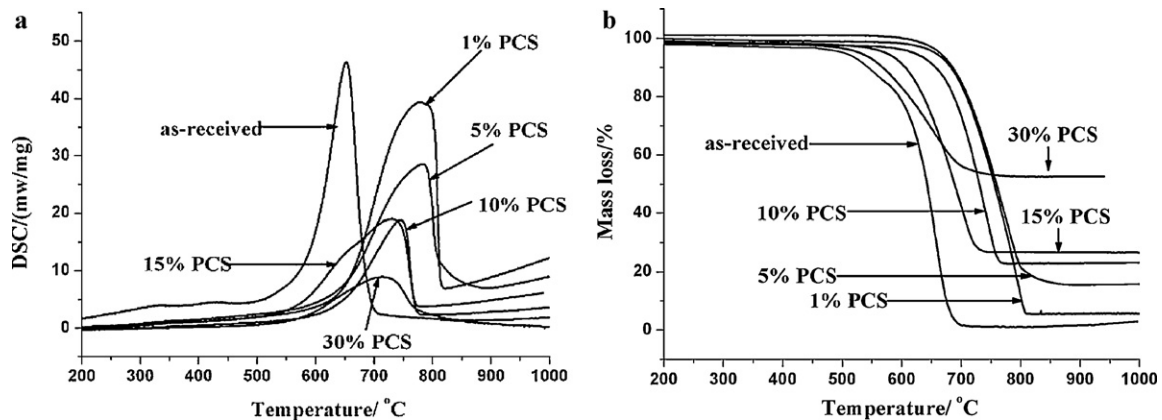 a
50
40
30
20
10
0
DSC/(mw/mg)
1% PCS
as-received
5% PCS
10% PCS
15% PCS
30% PCS
200 300 400 500 600 700 800 900 1000
Temperature/ °C
b
100
80
60
40
20
0
Mass loss/%
as-received
30% PCS
10% PCS
15% PCS
5% PCS
1% PCS
200 300 400 500 600 700 800 900 1000
Temperature/ °C